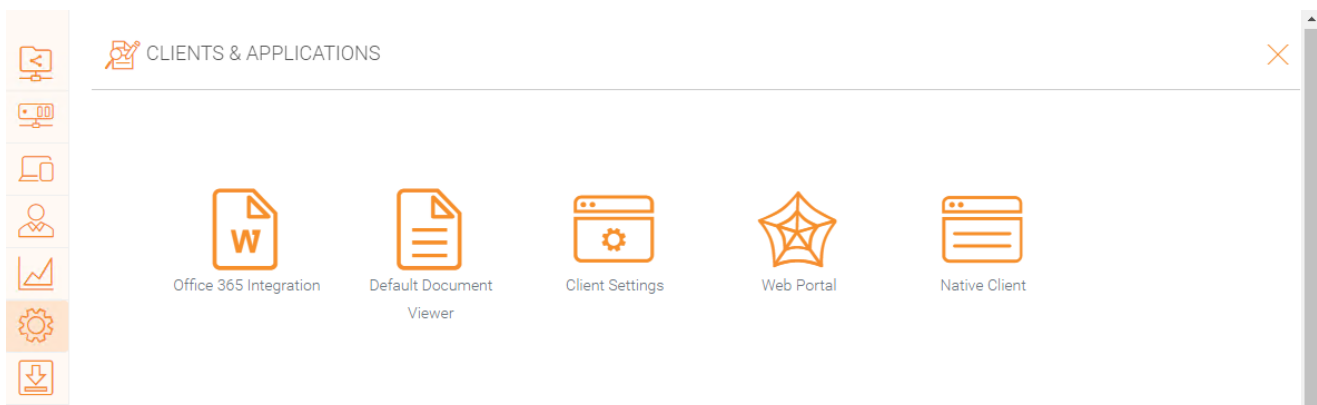 CLIENTS & APPLICATIONS
W
Office 365 Integration
Default Document
Viewer
Client Settings
Web Portal
Native Client